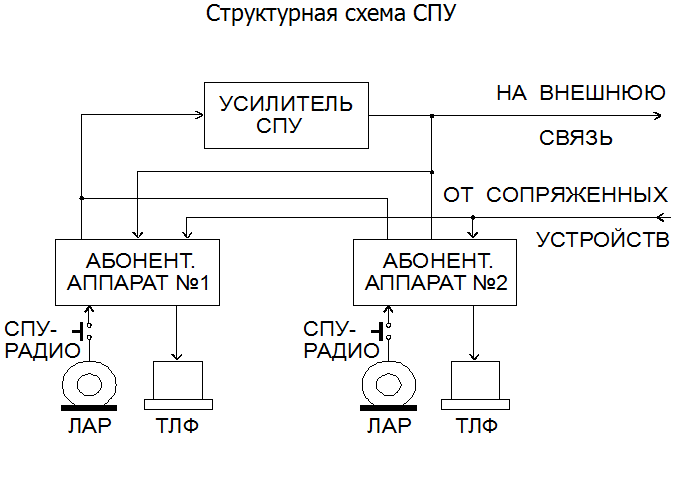 Структурная схема СПУ
УСИЛИТЕЛЬ
СПУ
НА ВНЕШНЮЮ
СВЯЗЬ
ОТ СОПРЯЖЕННЫХ
УСТРОЙСТВ
АБОНЕНТ.
АППАРАТ №1
АБОНЕНТ.
АППАРАТ №2
СПУ-
РАДИО
СПУ-
РАДИО
ЛАР
ТЛФ
ЛАР
ТЛФ